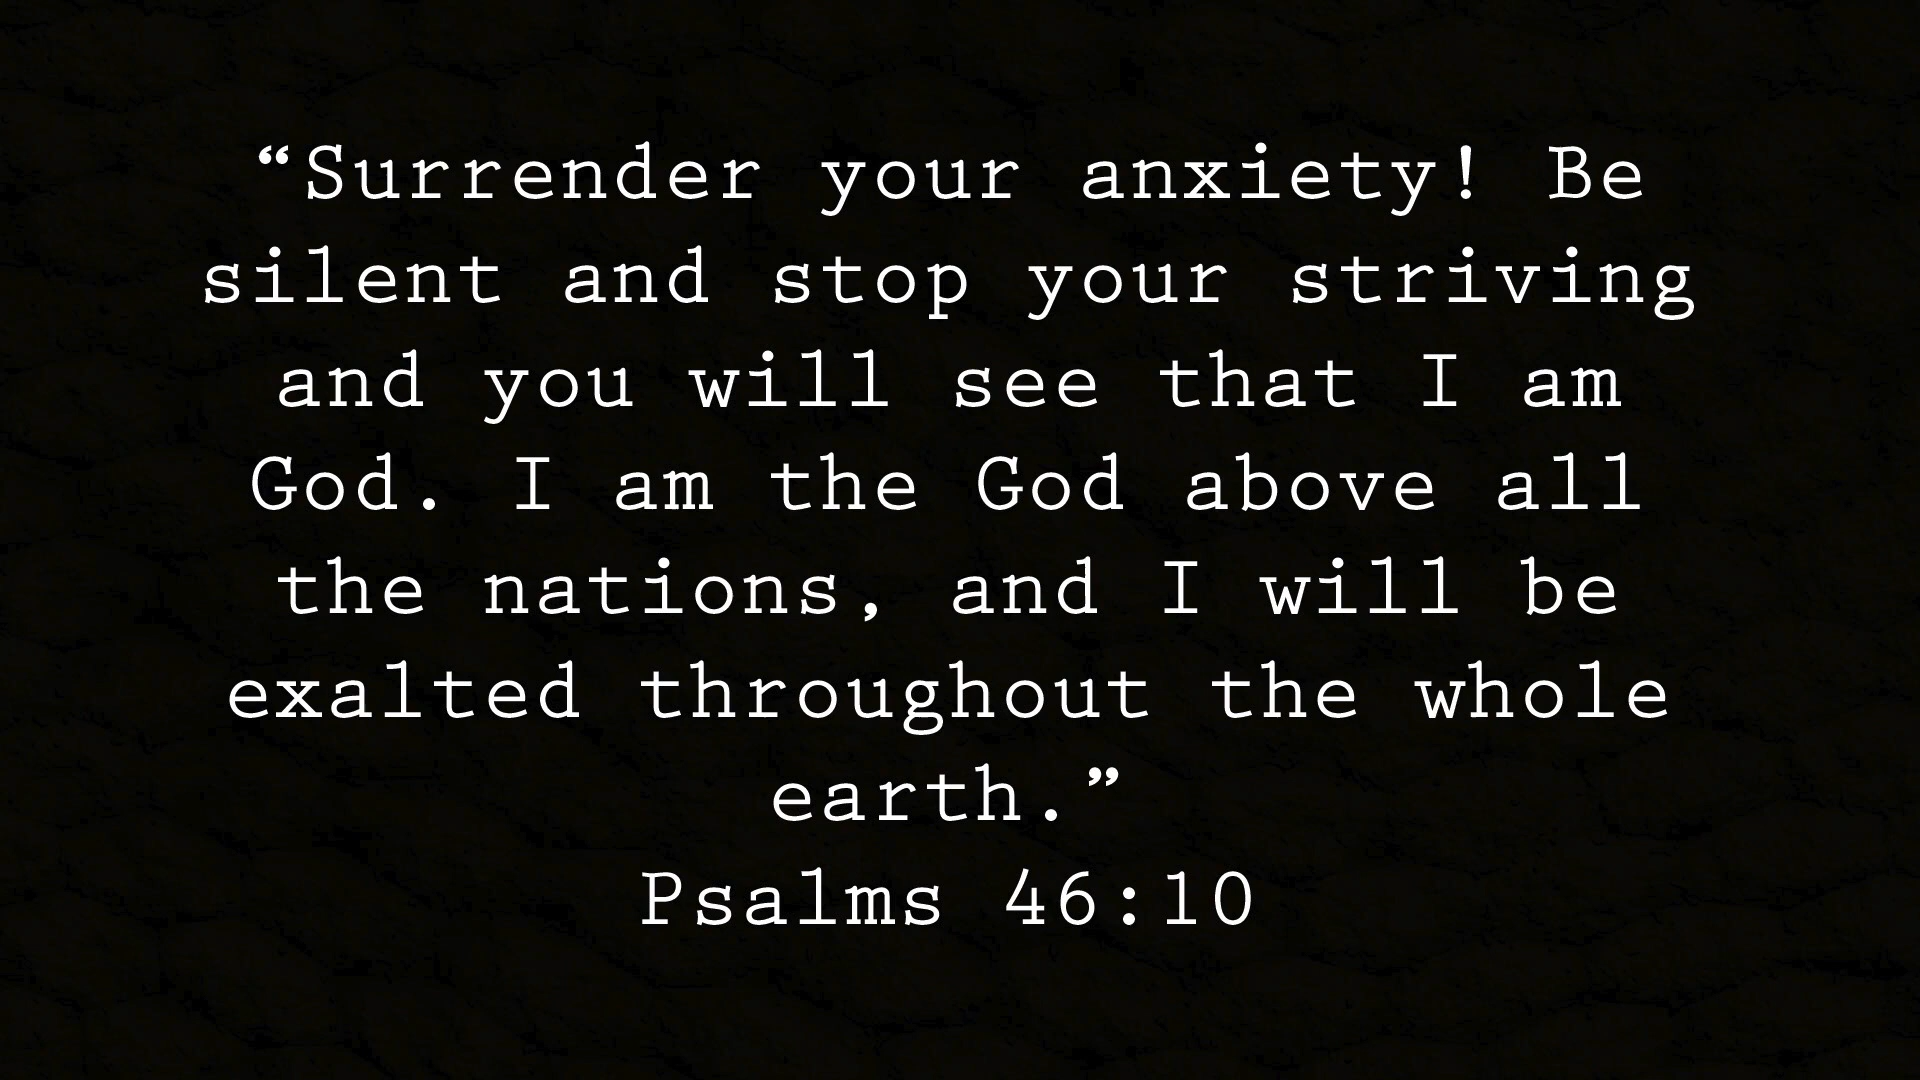 “Surrender your anxiety! Be
silent and stop your striving
and you will see that I am
God. I am the God above all
the nations, and I will be
exalted throughout the whole
earth.”
Psalms 46:10